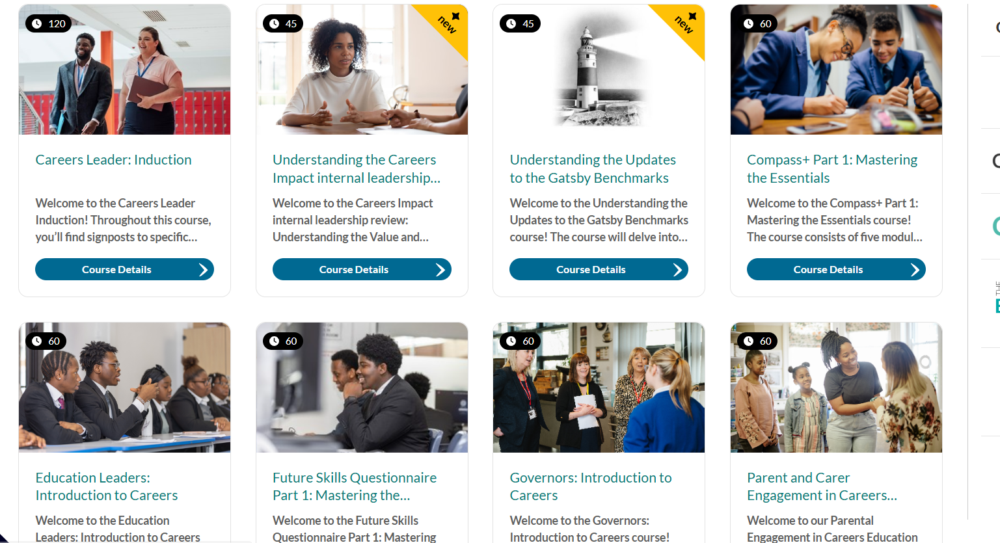 120
45
new
45
new
60
Careers Leader: Induction
Understanding the Careers
Impact internal leadership...
Understanding the Updates
to the Gatsby Benchmarks
Compass+ Part 1: Mastering
the Essentials
Welcome to the Careers Leader
Induction! Throughout this course,
you’ll find signposts to specific...
Welcome to the Careers Impact
internal leadership review:
Understanding the Value and...
Welcome to the Understanding the
Updates to the Gatsby Benchmarks
course! The course will delve into...
Welcome to the Compass+ Part 1:
Mastering the Essentials course!
The course consists of five modul...
Course Details
Course Details
Course Details
Course Details
60
60
60
60
Education Leaders:
Introduction to Careers
Future Skills Questionnaire
Part 1: Mastering the...
Governors: Introduction to
Careers
Parent and Carer
Engagement in Careers...
Welcome to the Education
Leaders: Introduction to Careers
Welcome to the Future Skills
Questionnaire Part 1: Mastering
Welcome to the Governors:
Introduction to Careers course!
Welcome to our Parental
Engagement in Careers Education
THE